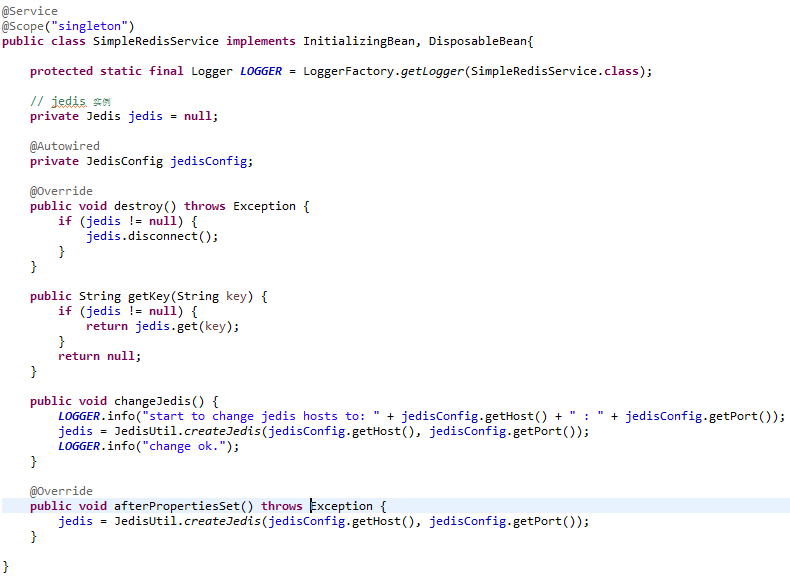 @Service
@Scope("singleton")
public class SimpleRedisService implements InitializingBean, DisposableBean{
protected static final Logger LOGGER = LoggerFactory.getLogger(SimpleRedisService.class);
// jedis 实例
private Jedis jedis = null;
@Autowired
private JedisConfig jedisConfig;
@Override
public void destroy() throws Exception {
if (jedis != null) {
jedis.disconnect();
}
}
public String getKey(String key) {
if (jedis != null) {
return jedis.get(key);
}
return null;
}
public void changeJedis() {
LOGGER.info("start to change jedis hosts to: " + jedisConfig.getHost() + " : " + jedisConfig.getPort());
jedis = JedisUtil.createJedis(jedisConfig.getHost(), jedisConfig.getPort());
LOGGER.info("change ok.");
}
@Override
public void afterPropertiesSet() throws Exception {
jedis = JedisUtil.createJedis(jedisConfig.getHost(), jedisConfig.getPort());
}
}